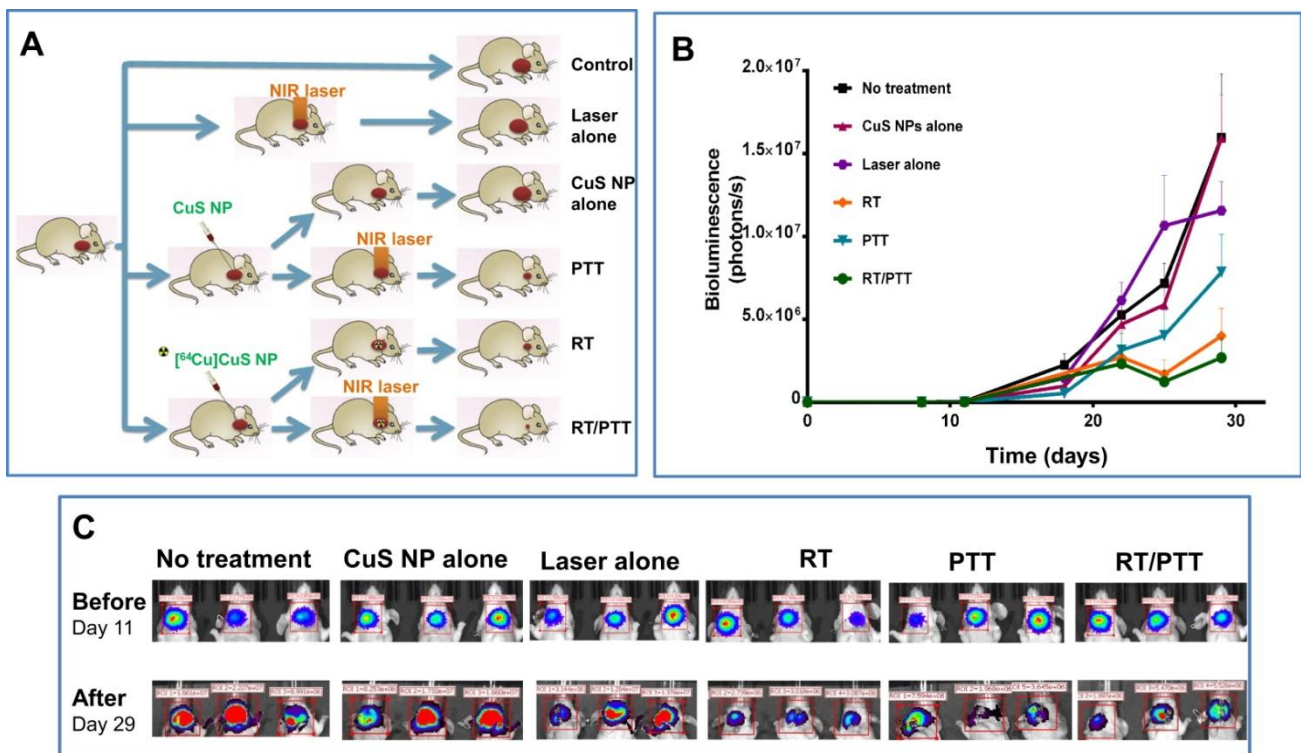 A
Control
NIR laser
Laser
alone
CuS NP
alone
CuS NP
NIR laser
PTT
[⁶⁴Cu]CuS NP
RT
NIR laser
RT/PTT
B
Bioluminescence
(photons/s)
2.0×10⁷
1.5×10⁷
1.0×10⁷
5.0×10⁶
0
No treatment
CuS NPs alone
Laser alone
RT
PTT
RT/PTT
0 10 20 30
Time (days)
C
No treatment CuS NP alone Laser alone RT PTT RT/PTT
Before
Day 11
After
Day 29